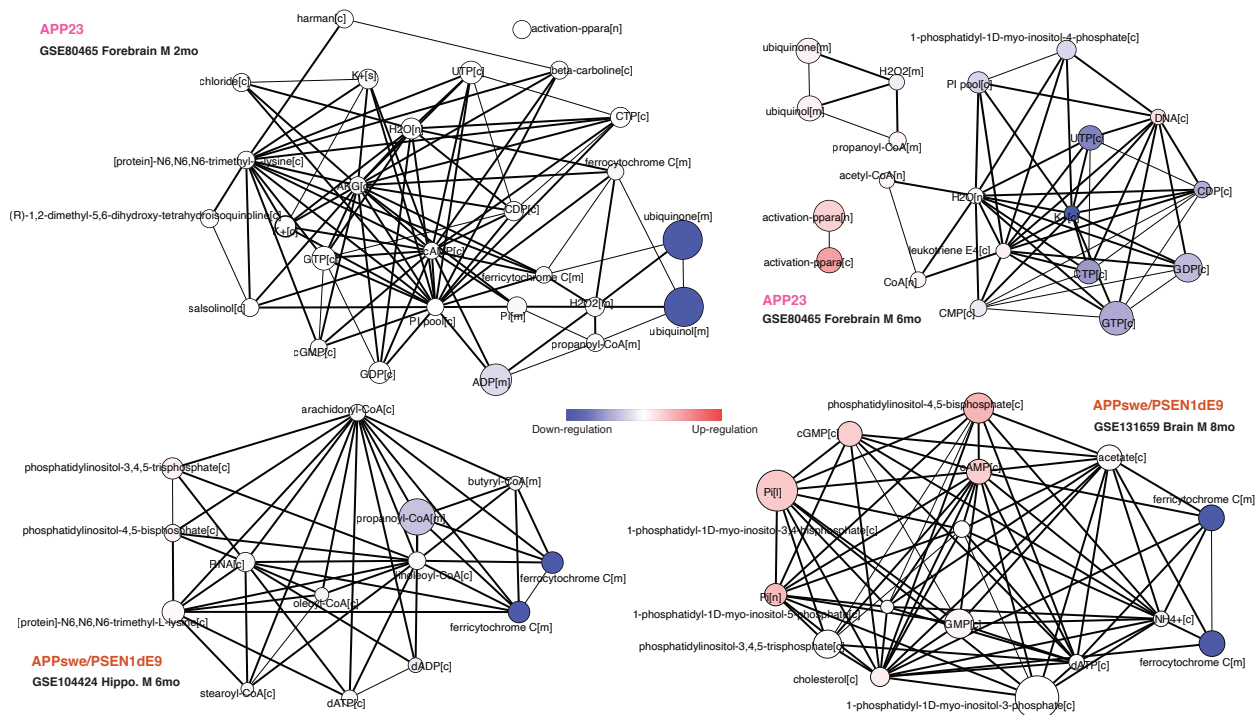 APP23
GSE80465 Forebrain M 2mo
harman[c]
activation-ppara[n]
chloride[c]
K+[s]
UTP[c]
beta-carboline[c]
CTP[c]
H2O[n]
[protein]-N6,N6,N6-trimethyl-L-lysine[c]
ferrocytochrome C[m]
AKG[c]
(R)-1,2-dimethyl-5,6-dihydroxy-tetrahydroisoquinoline[c]
CDP[c]
ubiquinone[m]
K+[c]
GTP[c]
cAMP[c]
ferricytochrome C[m]
salsolinol[c]
PI pool[c]
Pi[m]
H2O2[m]
ubiquinol[m]
propanoyl-CoA[m]
cGMP[c]
GDP[c]
ADP[m]
ubiquinone[m]
H2O2[m]
ubiquinol[m]
propanoyl-CoA[m]
1-phosphatidyl-1D-myo-inositol-4-phosphate[c]
PI pool[c]
DNA[c]
UTP[c]
acetyl-CoA[n]
H2O[n]
CDP[c]
activation-ppara[n]
activation-ppara[c]
leukotriene E4[c]
CoA[n]
CTP[c]
GDP[c]
CMP[c]
GTP[c]
APP23
GSE80465 Forebrain M 6mo
Down-regulation
Up-regulation
arachidonyl-CoA[c]
phosphatidylinositol-3,4,5-trisphosphate[c]
butyryl-CoA[m]
propanoyl-CoA[m]
phosphatidylinositol-4,5-bisphosphate[c]
RNA[c]
linoleoyl-CoA[c]
ferrocytochrome C[m]
oleoyl-CoA[c]
[protein]-N6,N6,N6-trimethyl-L-lysine[c]
ferricytochrome C[m]
APPswe/PSEN1dE9
GSE104424 Hippo. M 6mo
dADP[c]
stearoyl-CoA[c]
dATP[c]
APPswe/PSEN1dE9
GSE131659 Brain M 8mo
phosphatidylinositol-4,5-bisphosphate[c]
cGMP[c]
cAMP[c]
acetate[c]
Pi[l]
ferricytochrome C[m]
1-phosphatidyl-1D-myo-inositol-3,4-bisphosphate[c]
Pi[n]
1-phosphatidyl-1D-myo-inositol-5-phosphate[c]
GMP[c]
NH4+[c]
phosphatidylinositol-3,4,5-trisphosphate[c]
dATP[c]
ferrocytochrome C[m]
cholesterol[c]
1-phosphatidyl-1D-myo-inositol-3-phosphate[c]